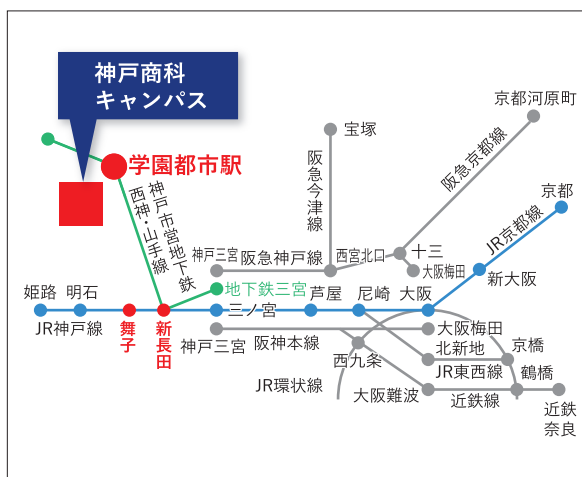 神戸商科
キャンパス
学園都市駅
西神・山手線
神戸市営地下鉄
宝塚
阪急今津線
京都河原町
阪急京都線
京都
JR京都線
神戸三宮
阪急神戸線
西宮北口
十三
大阪梅田
新大阪
地下鉄三宮
姫路
明石
三ノ宮
芦屋
尼崎
大阪
JR神戸線
舞子
新長田
神戸三宮
阪神本線
大阪梅田
西九条
北新地
京橋
JR環状線
JR東西線
鶴橋
大阪難波
近鉄線
近鉄
奈良